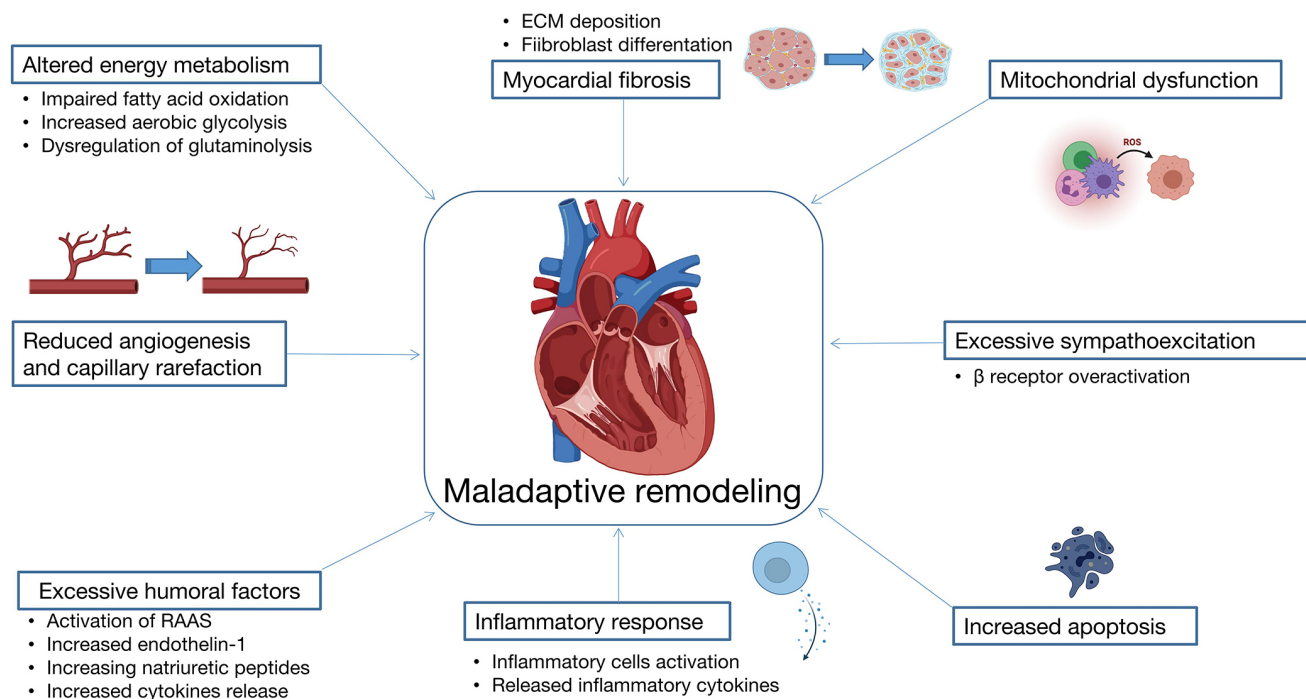 • ECM deposition
• Fiibroblast differentation
Myocardial fibrosis
Altered energy metabolism
• Impaired fatty acid oxidation
• Increased aerobic glycolysis
• Dysregulation of glutaminolysis
Mitochondrial dysfunction
ROS
Reduced angiogenesis
and capillary rarefaction
Excessive sympathoexcitation
• β receptor overactivation
Maladaptive remodeling
Excessive humoral factors
• Activation of RAAS
• Increased endothelin-1
• Increasing natriuretic peptides
• Increased cytokines release
Inflammatory response
• Inflammatory cells activation
• Released inflammatory cytokines
Increased apoptosis